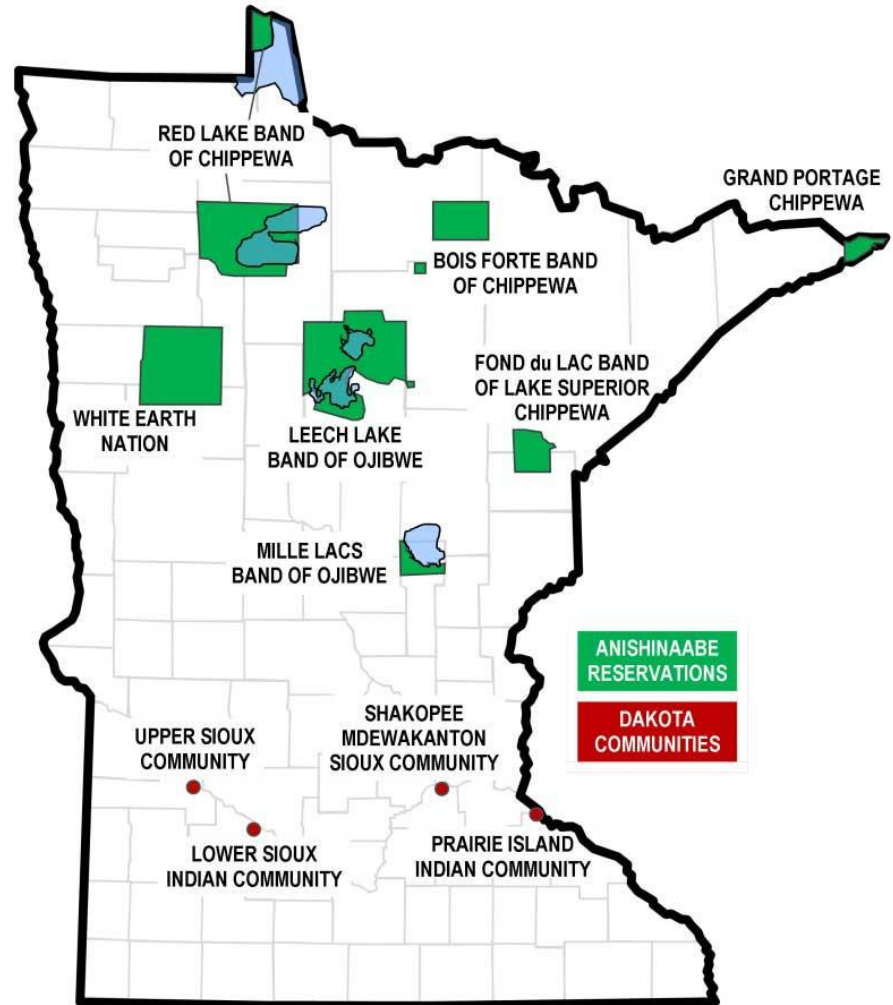 RED LAKE BAND
OF CHIPPEWA
GRAND PORTAGE
CHIPPEWA
BOIS FORTE BAND
OF CHIPPEWA
FOND du LAC BAND
OF LAKE SUPERIOR
CHIPPEWA
WHITE EARTH
NATION
LEECH LAKE
BAND OF OJIBWE
MILLE LACS
BAND OF OJIBWE
ANISHINAABE
RESERVATIONS
DAKOTA
COMMUNITIES
UPPER SIOUX
COMMUNITY
SHAKOPEE
MDEWAKANTON
SIOUX COMMUNITY
LOWER SIOUX
INDIAN COMMUNITY
PRAIRIE ISLAND
INDIAN COMMUNITY